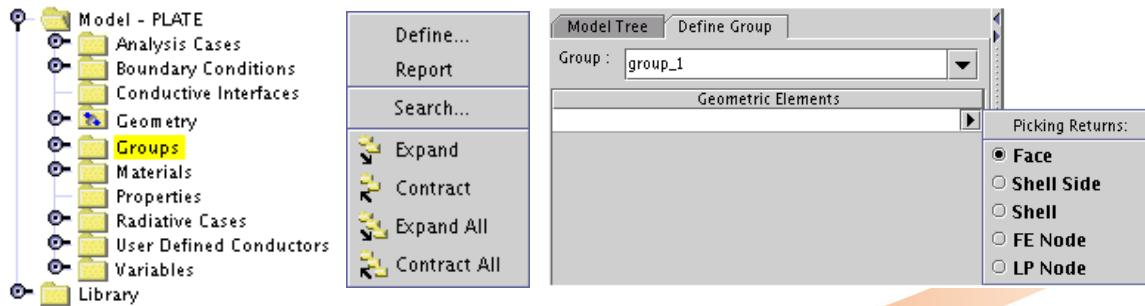 Model - PLATE
Analysis Cases
Boundary Conditions
Conductive Interfaces
Geometry
Groups
Materials
Properties
Radiative Cases
User Defined Conductors
Variables
Library
Define...
Report
Search...
Expand
Contract
Expand All
Contract All
Model Tree Define Group
Group : group_1
Geometric Elements
Picking Returns:
Face
Shell Side
Shell
FE Node
LP Node